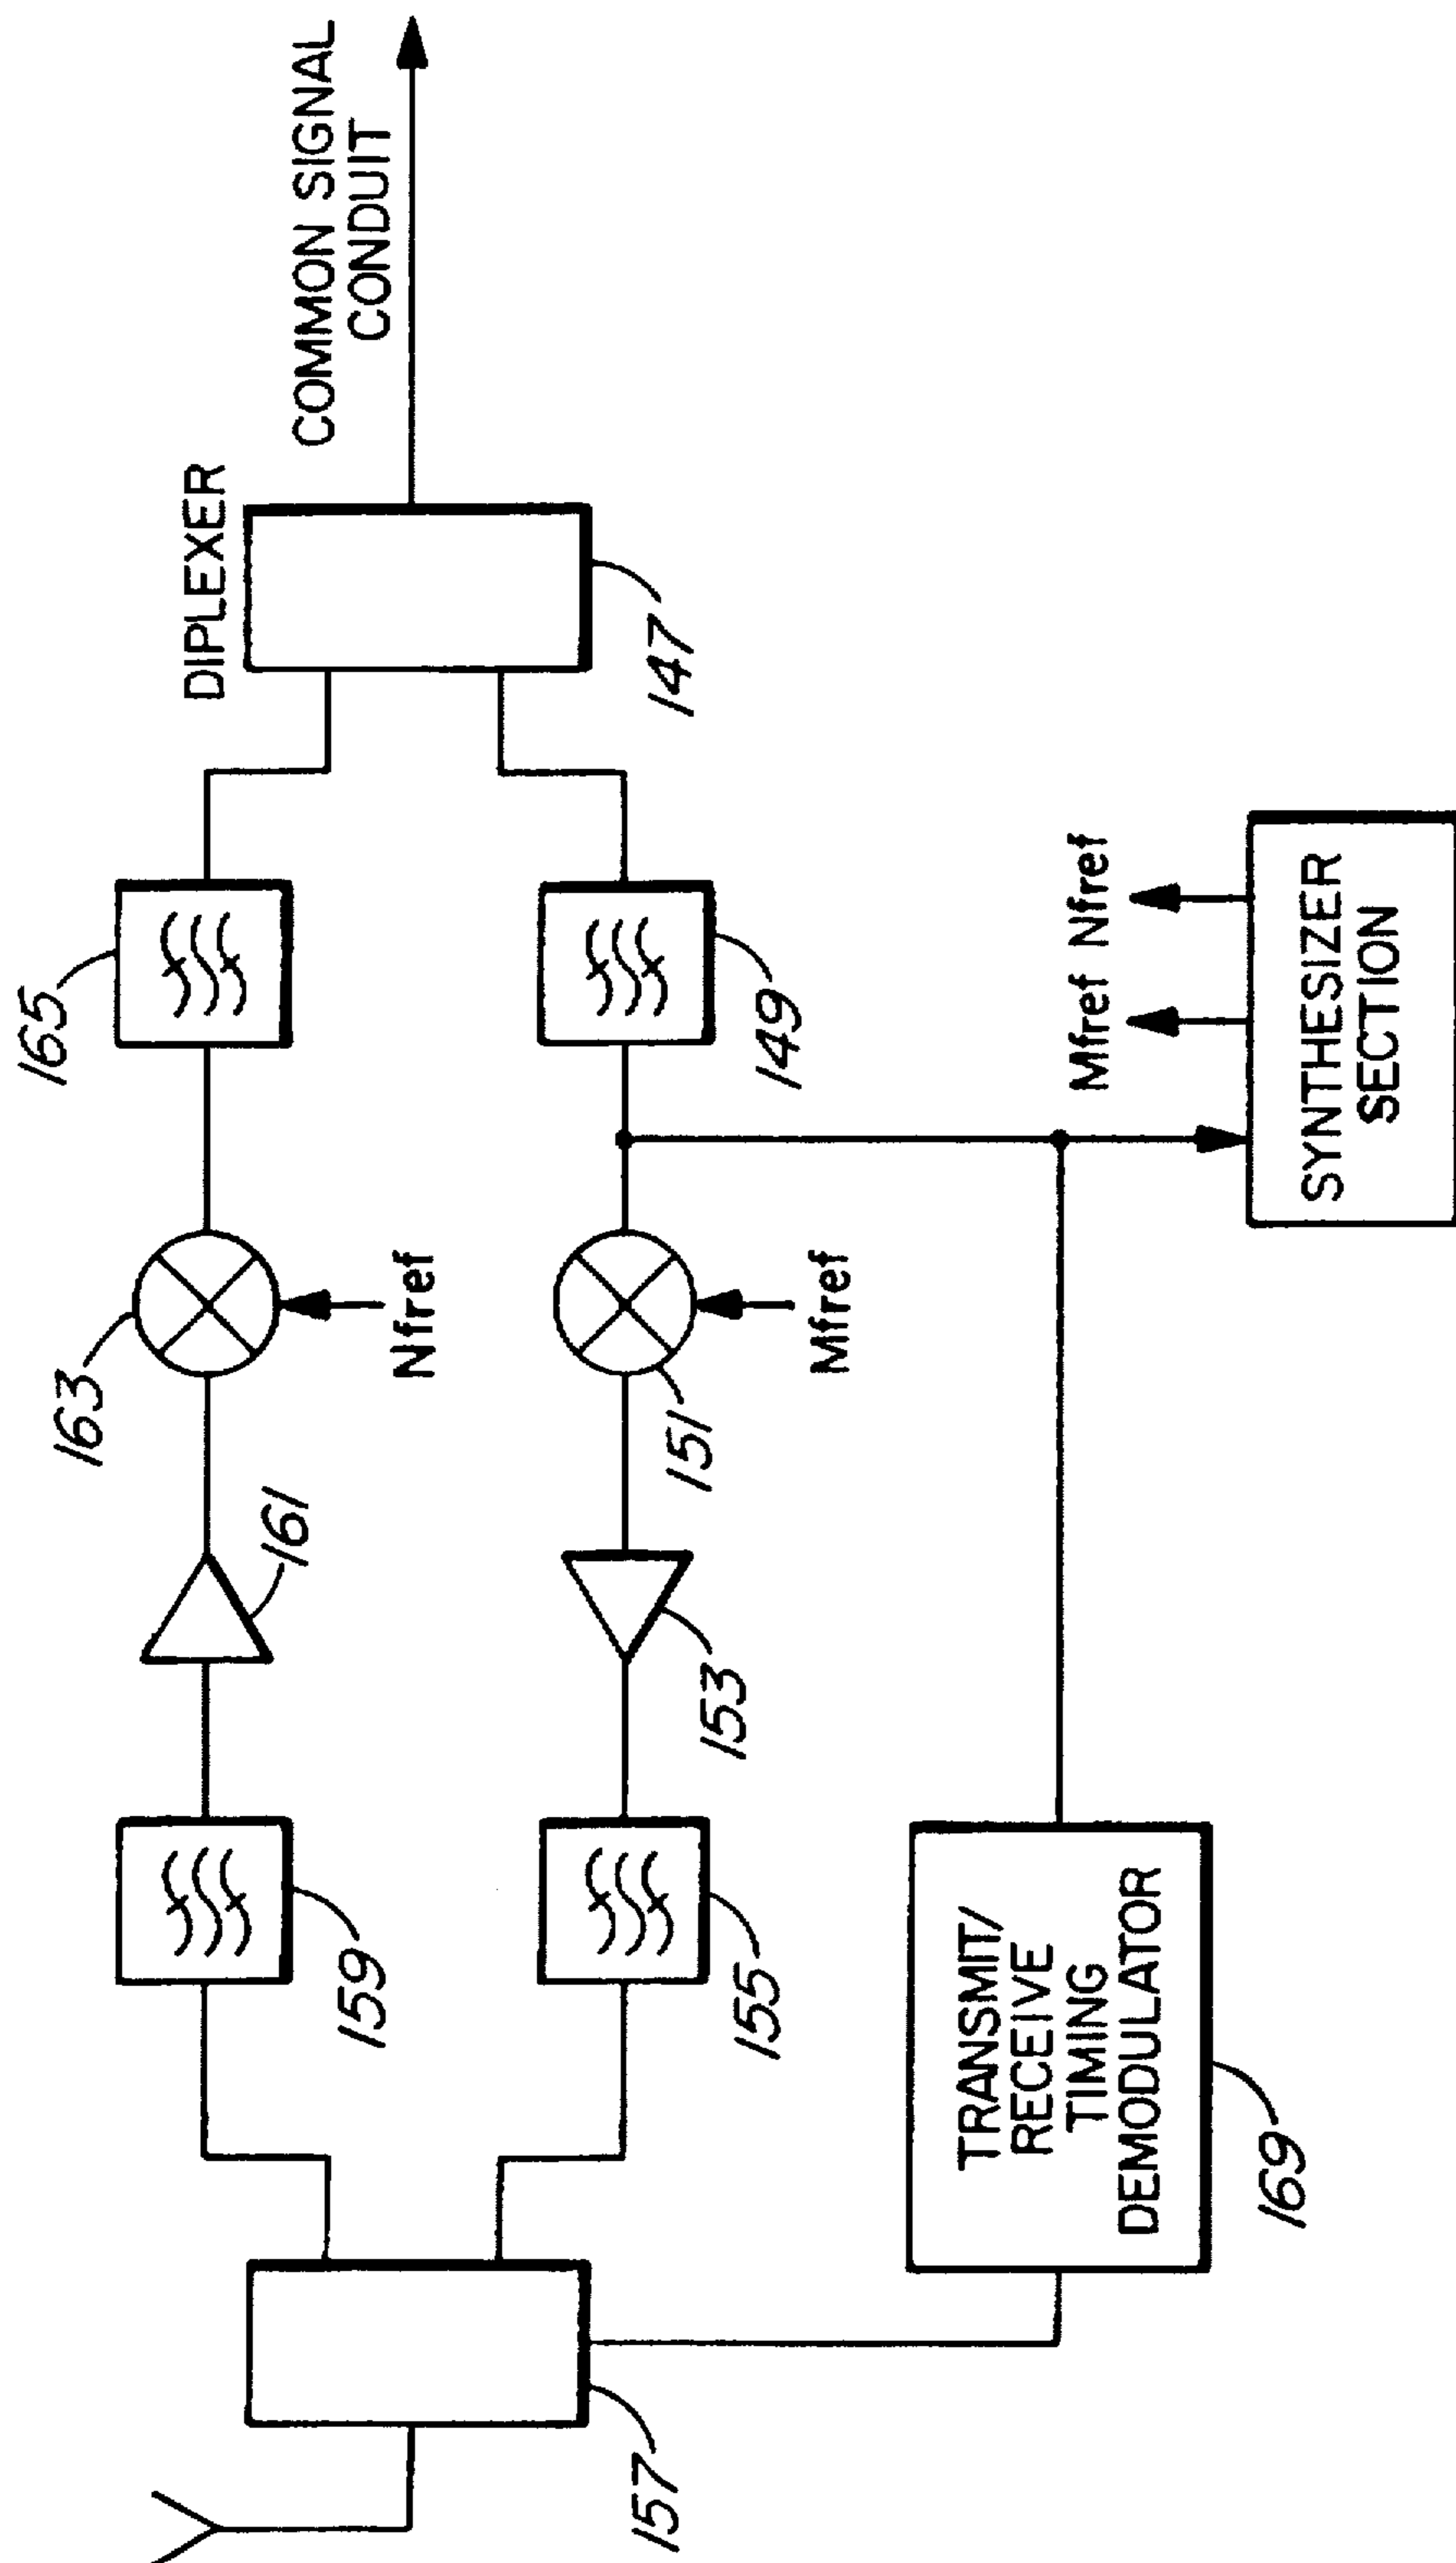 COMMON SIGNAL
CONDUIT
DIPLEXER
147
165
149
163
Nfref
151
Mfref
161
153
159
155
157
Mfref Nfref
SYNTHESIZER
SECTION
TRANSMIT/
RECEIVE
TIMING
DEMODULATOR
169